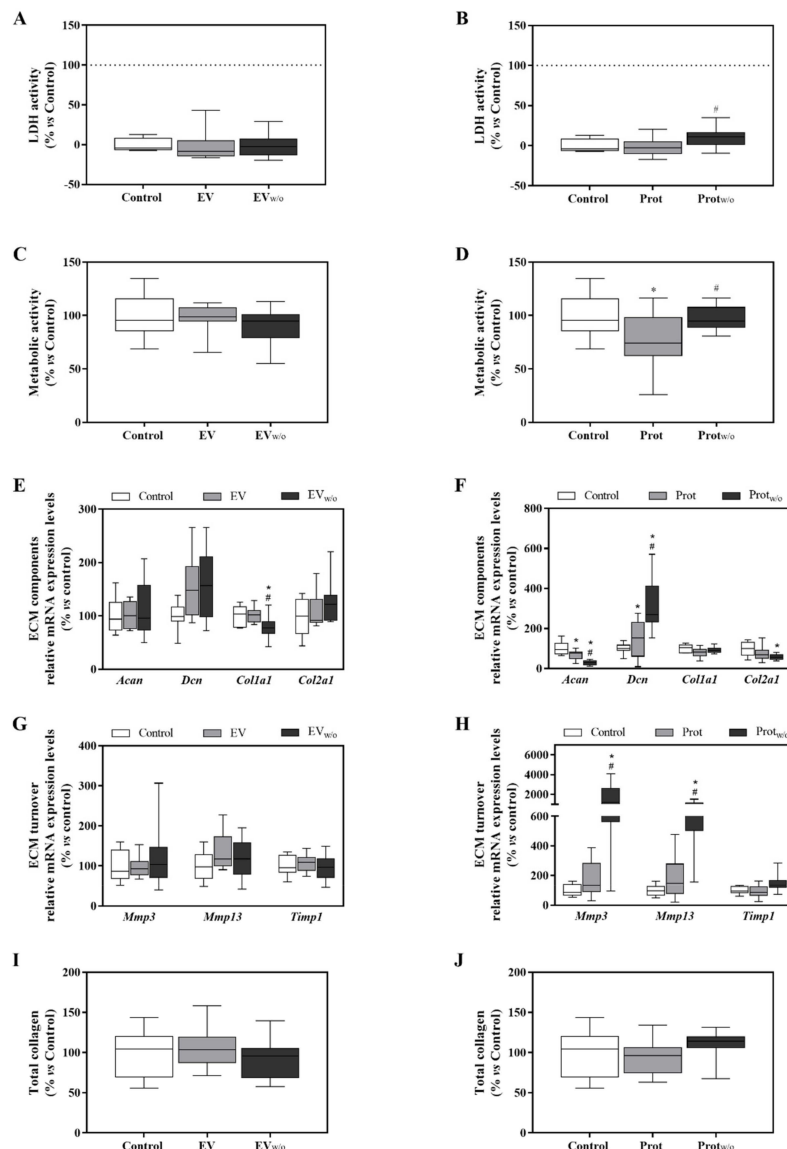 A
LDH activity
(% vs Control)
150
100
50
0
-50
Control EV EVw/o
B
LDH activity
(% vs Control)
150
100
50
0
-50
#
Control Prot Protw/o
C
Metabolic activity
(% vs Control)
150
100
50
0
Control EV EVw/o
D
Metabolic activity
(% vs Control)
150
100
50
0
* #
Control Prot Protw/o
E
Control EV EVw/o
ECM components
relative mRNA expression levels
(% vs control)
300
200
100
0
*
#
Acan Dcn Col1a1 Col2a1
F
Control Prot Protw/o
ECM components
relative mRNA expression levels
(% vs control)
800
600
400
200
0
* *
#
* *
#
*
Acan Dcn Col1a1 Col2a1
G
Control EV EVw/o
ECM turnover
relative mRNA expression levels
(% vs control)
400
300
200
100
0
Mmp3 Mmp13 Timp1
H
Control Prot Protw/o
ECM turnover
relative mRNA expression levels
(% vs control)
6000
4000
2000
600
400
200
0
*
#
*
#
Mmp3 Mmp13 Timp1
I
Total collagen
(% vs Control)
200
150
100
50
0
Control EV EVw/o
J
Total collagen
(% vs Control)
200
150
100
50
0
Control Prot Protw/o